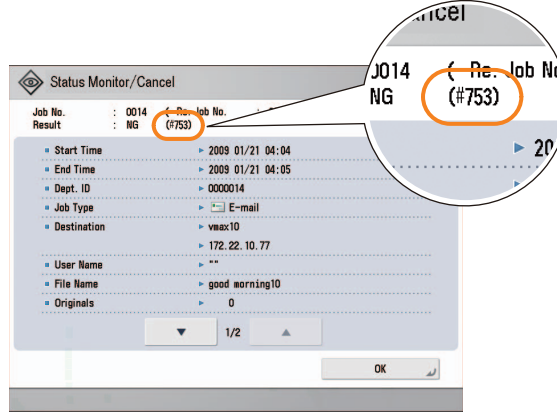 Status Monitor/Cancel
Job No. : 0014 ( Re. Job No. :
Result : NG (#753)
Start Time 2009 01/21 04:04
End Time 2009 01/21 04:05
Dept. ID 0000014
Job Type E-mail
Destination vmax10
172.22.10.77
User Name ""
File Name good morning10
Originals 0
1/2
OK
ncel
0014 ( Re. Job No
NG (#753)
20